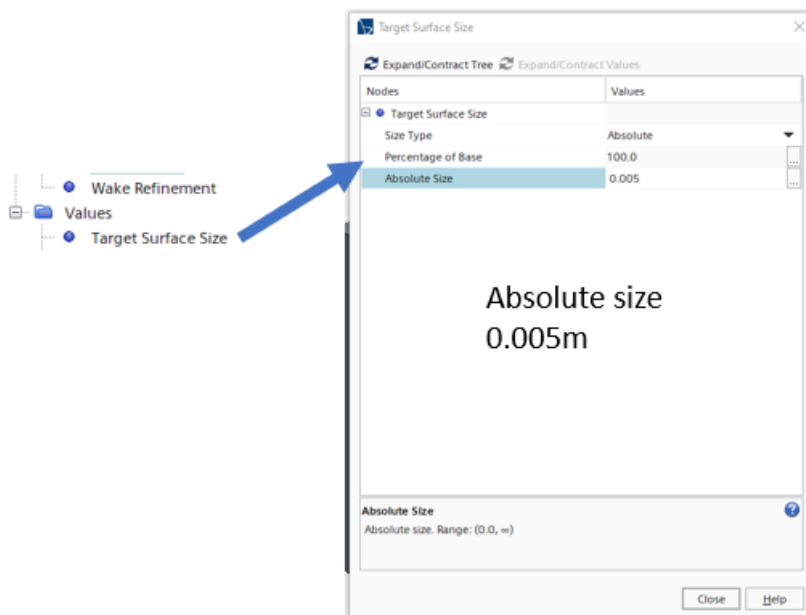 Target Surface Size
Expand/Contract Tree Expand/Contract Values
Nodes Values
Target Surface Size
Size Type Absolute
Percentage of Base 100.0 ...
Absolute Size 0.005 ...
Wake Refinement
Values
Target Surface Size
Absolute size
0.005m
Absolute Size
Absolute size. Range: (0.0, ∞)
Close Help